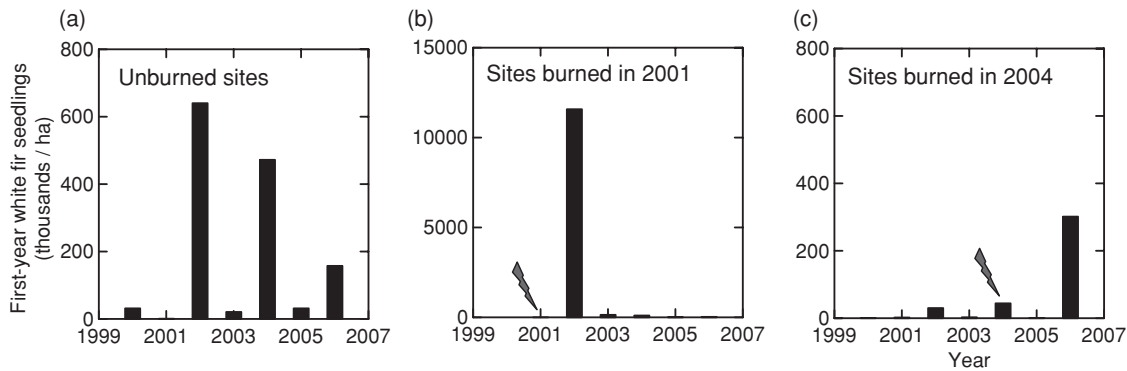 (a)
(b)
(c)
First-year white fir seedlings
(thousands / ha)
800
600
400
200
0
Unburned sites
1999 2001 2003 2005 2007
15000
10000
5000
0
Sites burned in 2001
1999 2001 2003 2005 2007
800
600
400
200
0
Sites burned in 2004
1999 2001 2003 2005 2007
Year